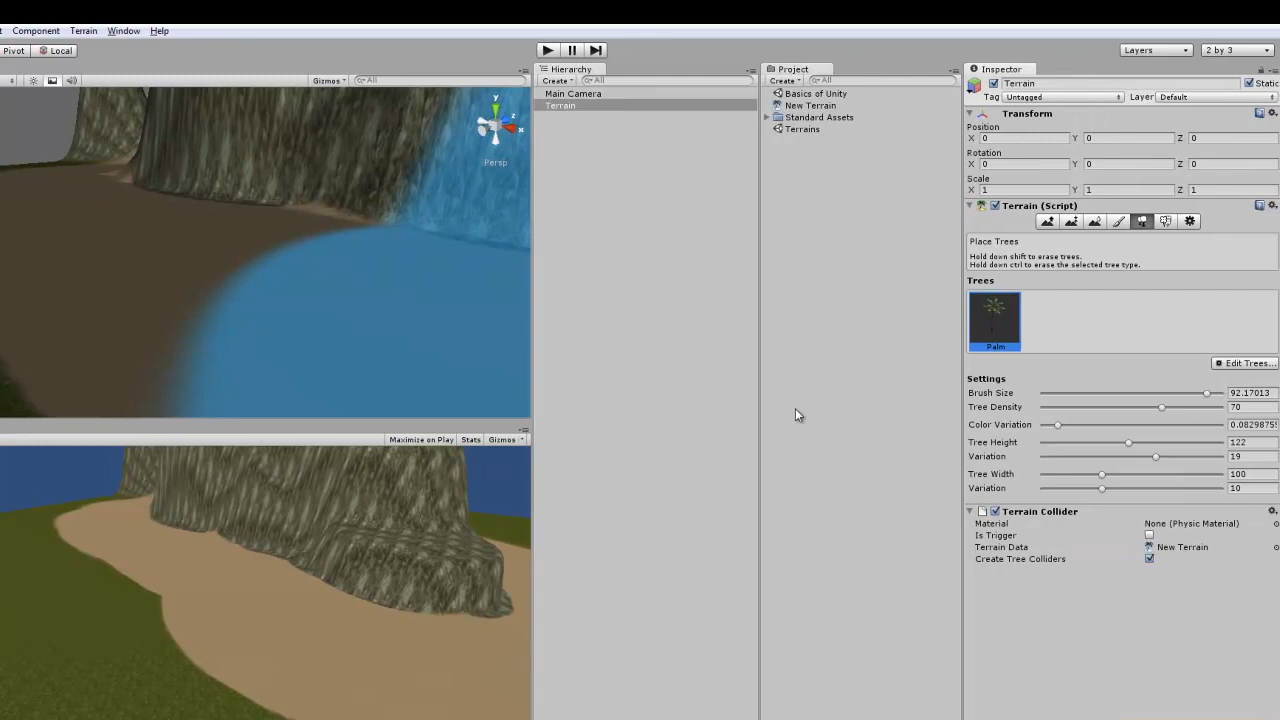 Component Terrain Window Help
Pivot Local Layers 2 by 3
Hierarchy Project Inspector
Gizmos All Create All Create All
Main Camera
Terrain
Persp
y
z
x
Basics of Unity
New Terrain
Standard Assets
Terrains
Terrain Static
Tag Untagged Layer Default
Transform
Position
X 0 Y 0 Z 0
Rotation
X 0 Y 0 Z 0
Scale
X 1 Y 1 Z 1
Terrain (Script)
Place Trees
Hold down shift to erase trees.
Hold down ctrl to erase the selected tree type.
Trees
Palm
Edit Trees...
Settings
Brush Size 92.17013
Tree Density 70
Color Variation 0.0829875
Tree Height 122
Variation 19
Tree Width 100
Variation 10
Terrain Collider
Material None (Physic Material)
Is Trigger
Terrain Data New Terrain
Create Tree Colliders
Maximize on Play Stats Gizmos